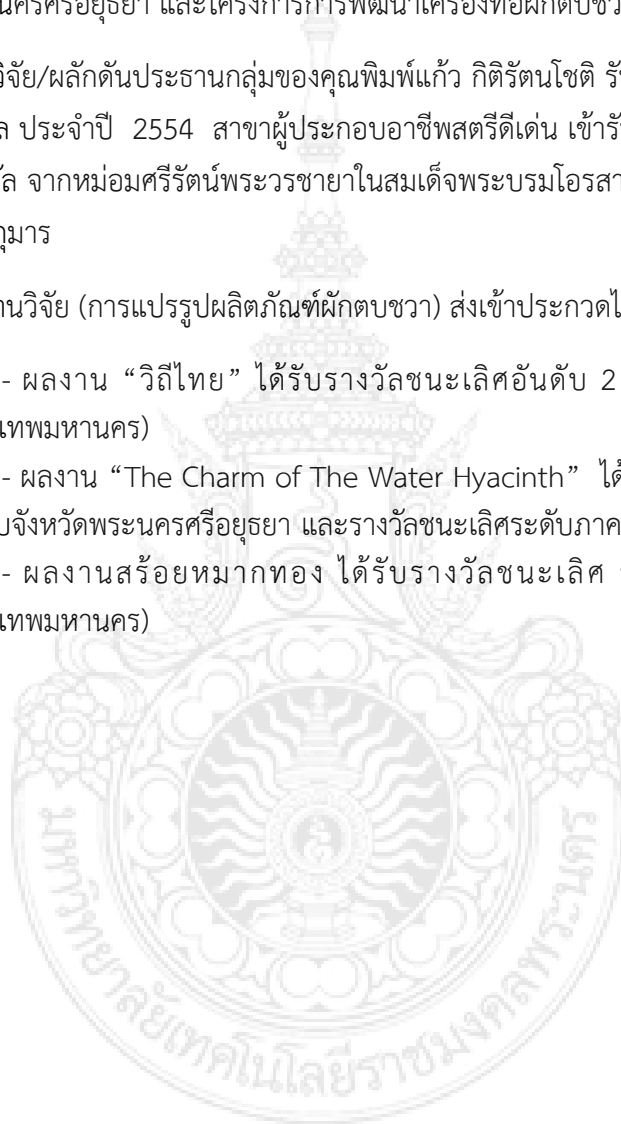 นครศรีอยุธยา และโครงการการพัฒนาเครื่องทอผักตบชว
วิจัย/ผลักดันประธานกลุ่มของคุณพิมพ์แก้ว กิติรัตนโชติ รั
ล ประจำปี 2554 สาขาผู้ประกอบอาชีพสตรีดีเด่น เข้ารั
ัล จากหม่อมศรีรัศน์พระวรชายาในสมเด็จพระบรมโอรสา
กุมาร
านวิจัย (การแปรรูปผลิตภัณฑ์ผักตบชวา) ส่งเข้าประกวดไ
- ผลงาน “วิถีไทย” ได้รับรางวัลชนะเลิศอันดับ 2
เทพมหานคร)
- ผลงาน “The Charm of The Water Hyacinth” ได้
บจังหวัดพระนครศรีอยุธยา และรางวัลชนะเลิศระดับภาค
- ผลงานสร้อยหมากทอง ได้รับรางวัลชนะเลิศ
เทพมหานคร)
มหาวิทยาลัยเทคโนโลยีราชมงคลพระนคร